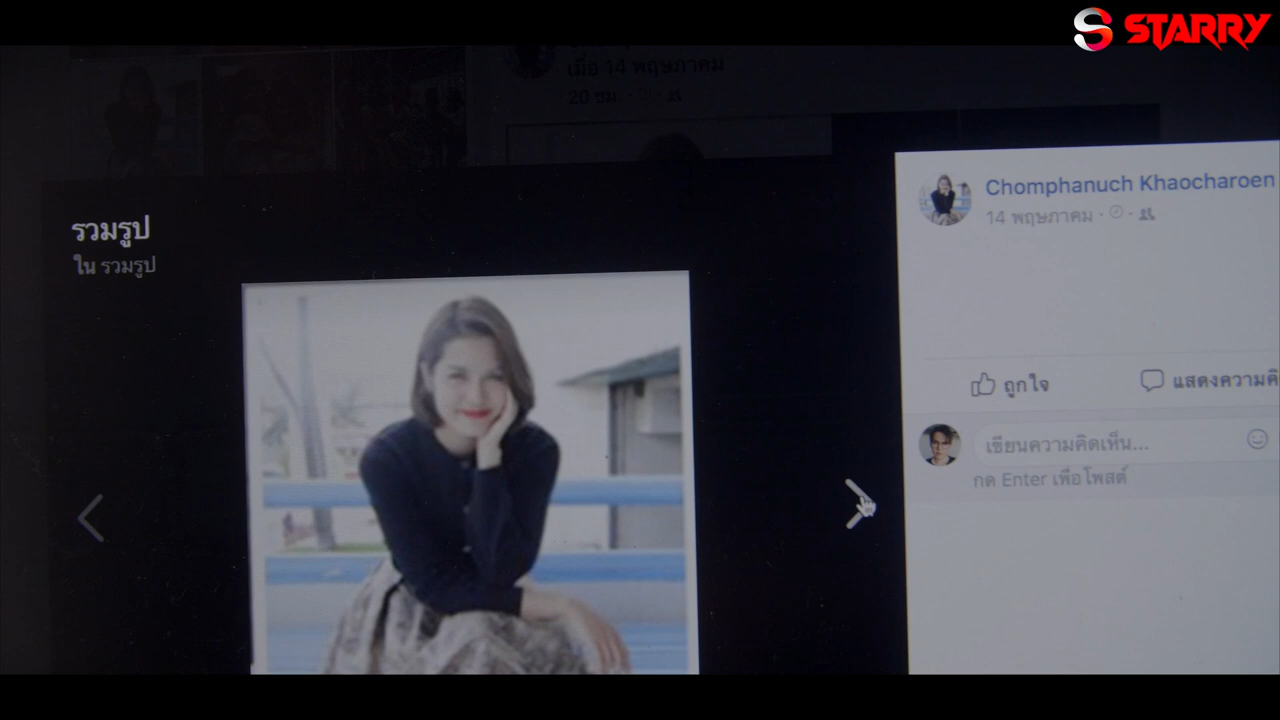 STARRY
เมื่อ 14 พฤษภาคม
20 ชม.
รวมรูป
ใน รวมรูป
Chomphanuch Khaocharoen
14 พฤษภาคม
ถูกใจ
แสดงความคิ
เขียนความคิดเห็น...
กด Enter เพื่อโพสต์